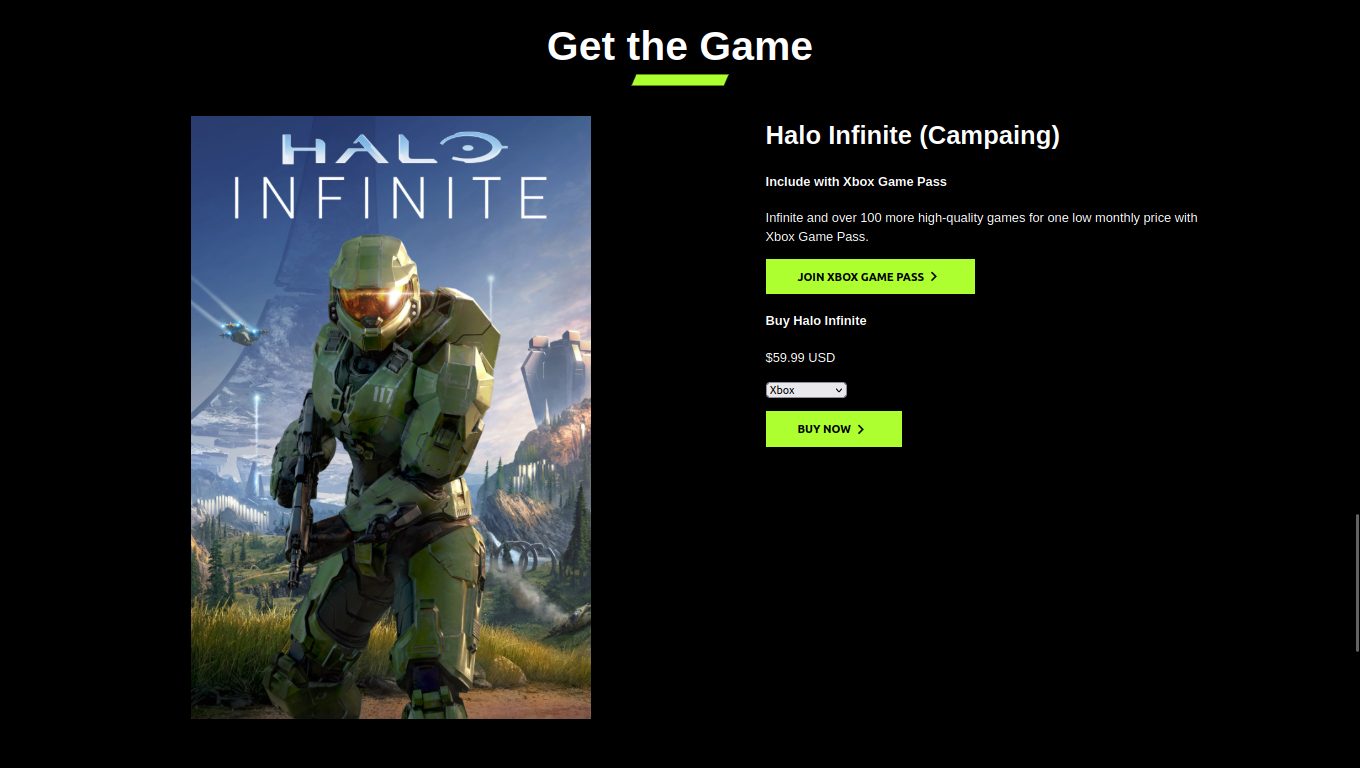 Get the Game
HALO
INFINITE
117
Halo Infinite (Campaing)
Include with Xbox Game Pass
Infinite and over 100 more high-quality games for one low monthly price with
Xbox Game Pass.
JOIN XBOX GAME PASS
Buy Halo Infinite
$59.99 USD
Xbox
BUY NOW